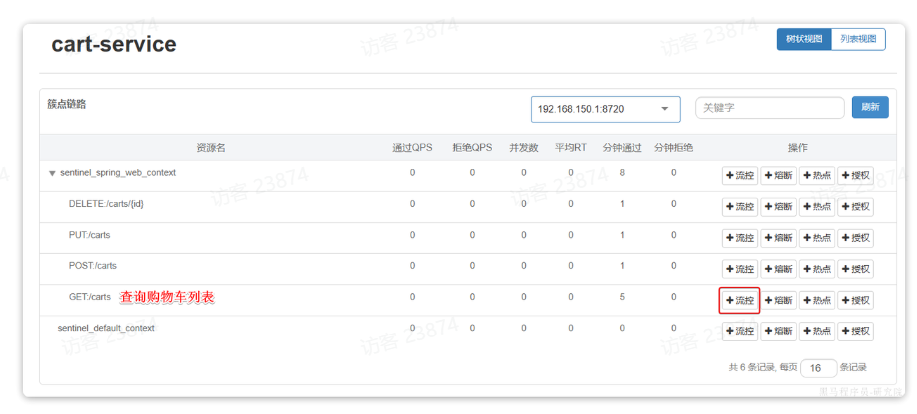 cart-service
树状视图 列表视图
簇点链路 192.168.150.1:8720 关键字 刷新
资源名 通过QPS 拒绝QPS 并发数 平均RT 分钟通过 分钟拒绝 操作
sentinel_spring_web_context 0 0 0 0 8 0 +流控 +熔断 +热点 +授权
DELETE:/carts/{id} 0 0 0 0 1 0 +流控 +熔断 +热点 +授权
PUT:/carts 0 0 0 0 1 0 +流控 +熔断 +热点 +授权
POST:/carts 0 0 0 0 1 0 +流控 +熔断 +热点 +授权
GET:/carts 查询购物车列表 0 0 0 0 5 0 +流控 +熔断 +热点 +授权
sentinel_default_context 0 0 0 0 0 0 +流控 +熔断 +热点 +授权
共 6 条记录, 每页 16 条记录
访客 23874